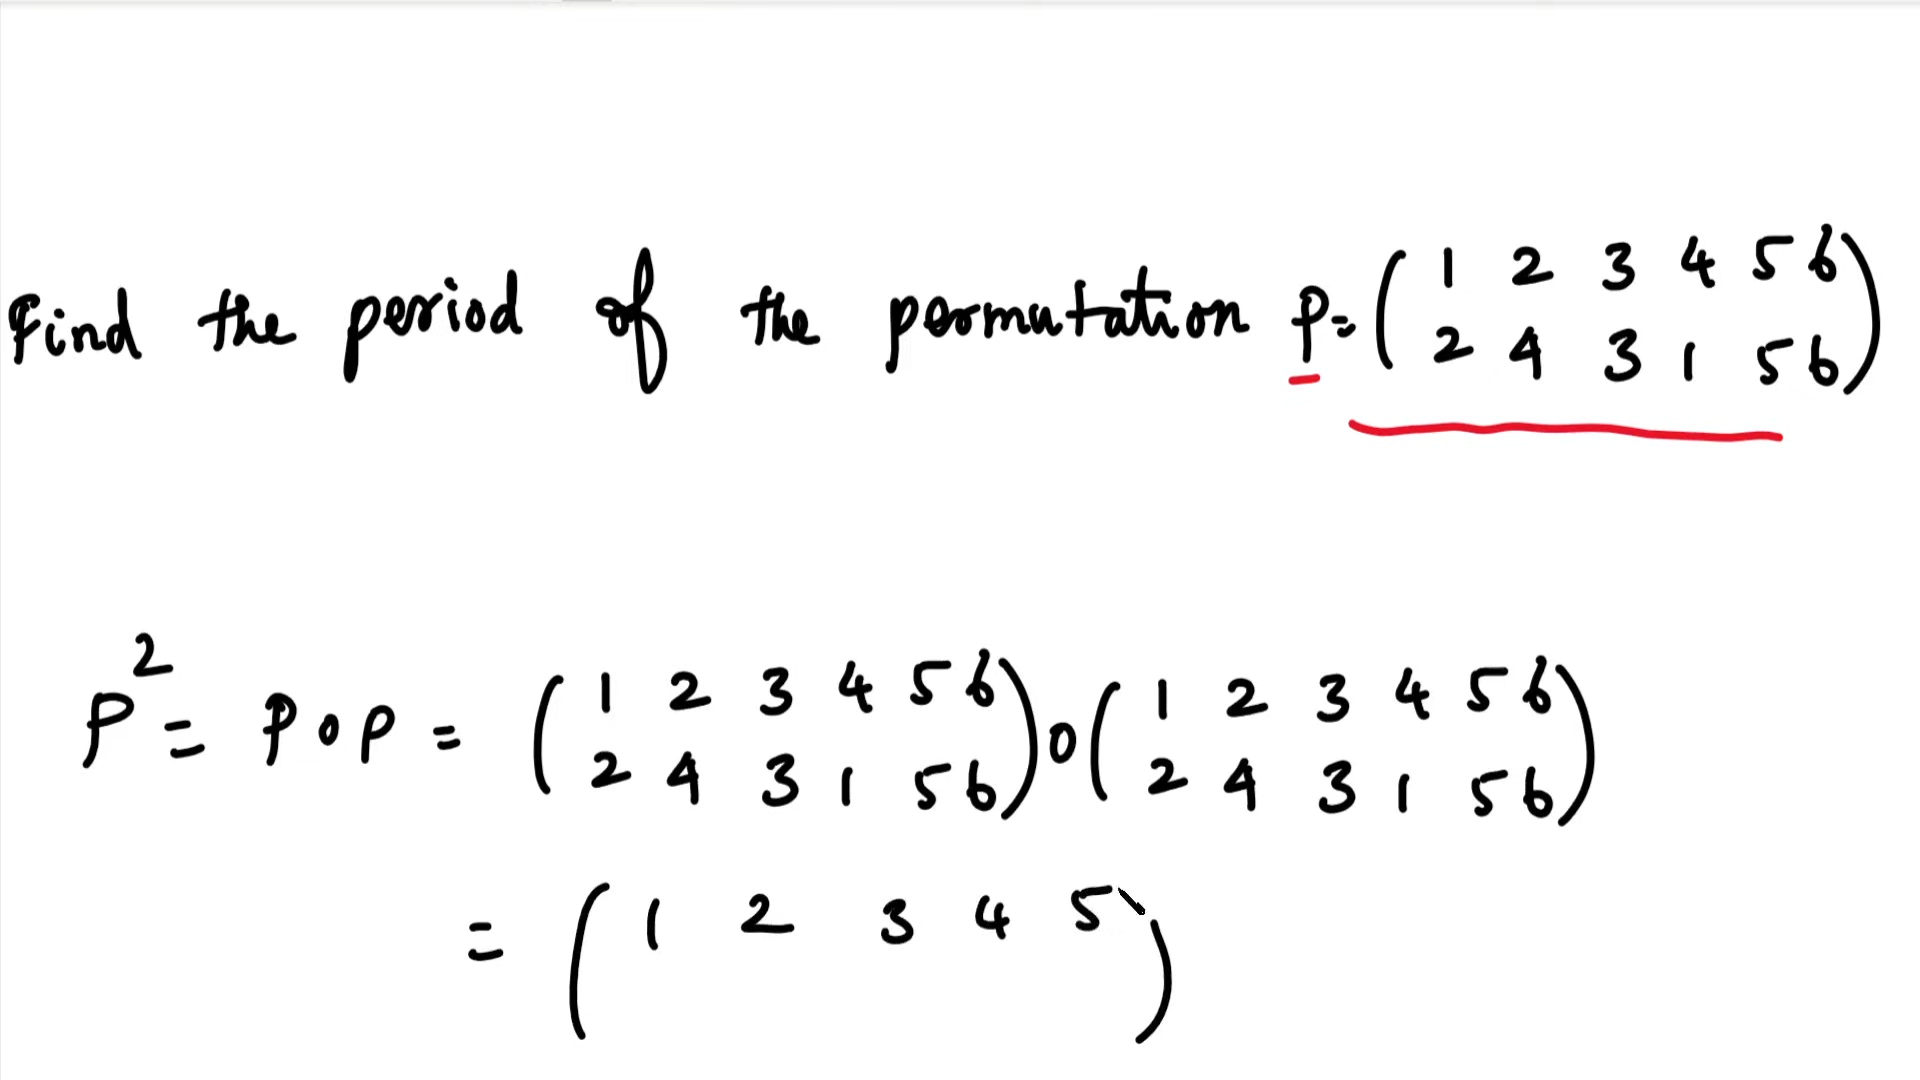 Find the period of the permutation P = ( 1 2 3 4 5 6
2 4 3 1 5 6 )
P² = P o P = ( 1 2 3 4 5 6 ) o ( 1 2 3 4 5 6 )
2 4 3 1 5 6 2 4 3 1 5 6
= ( 1 2 3 4 5 )